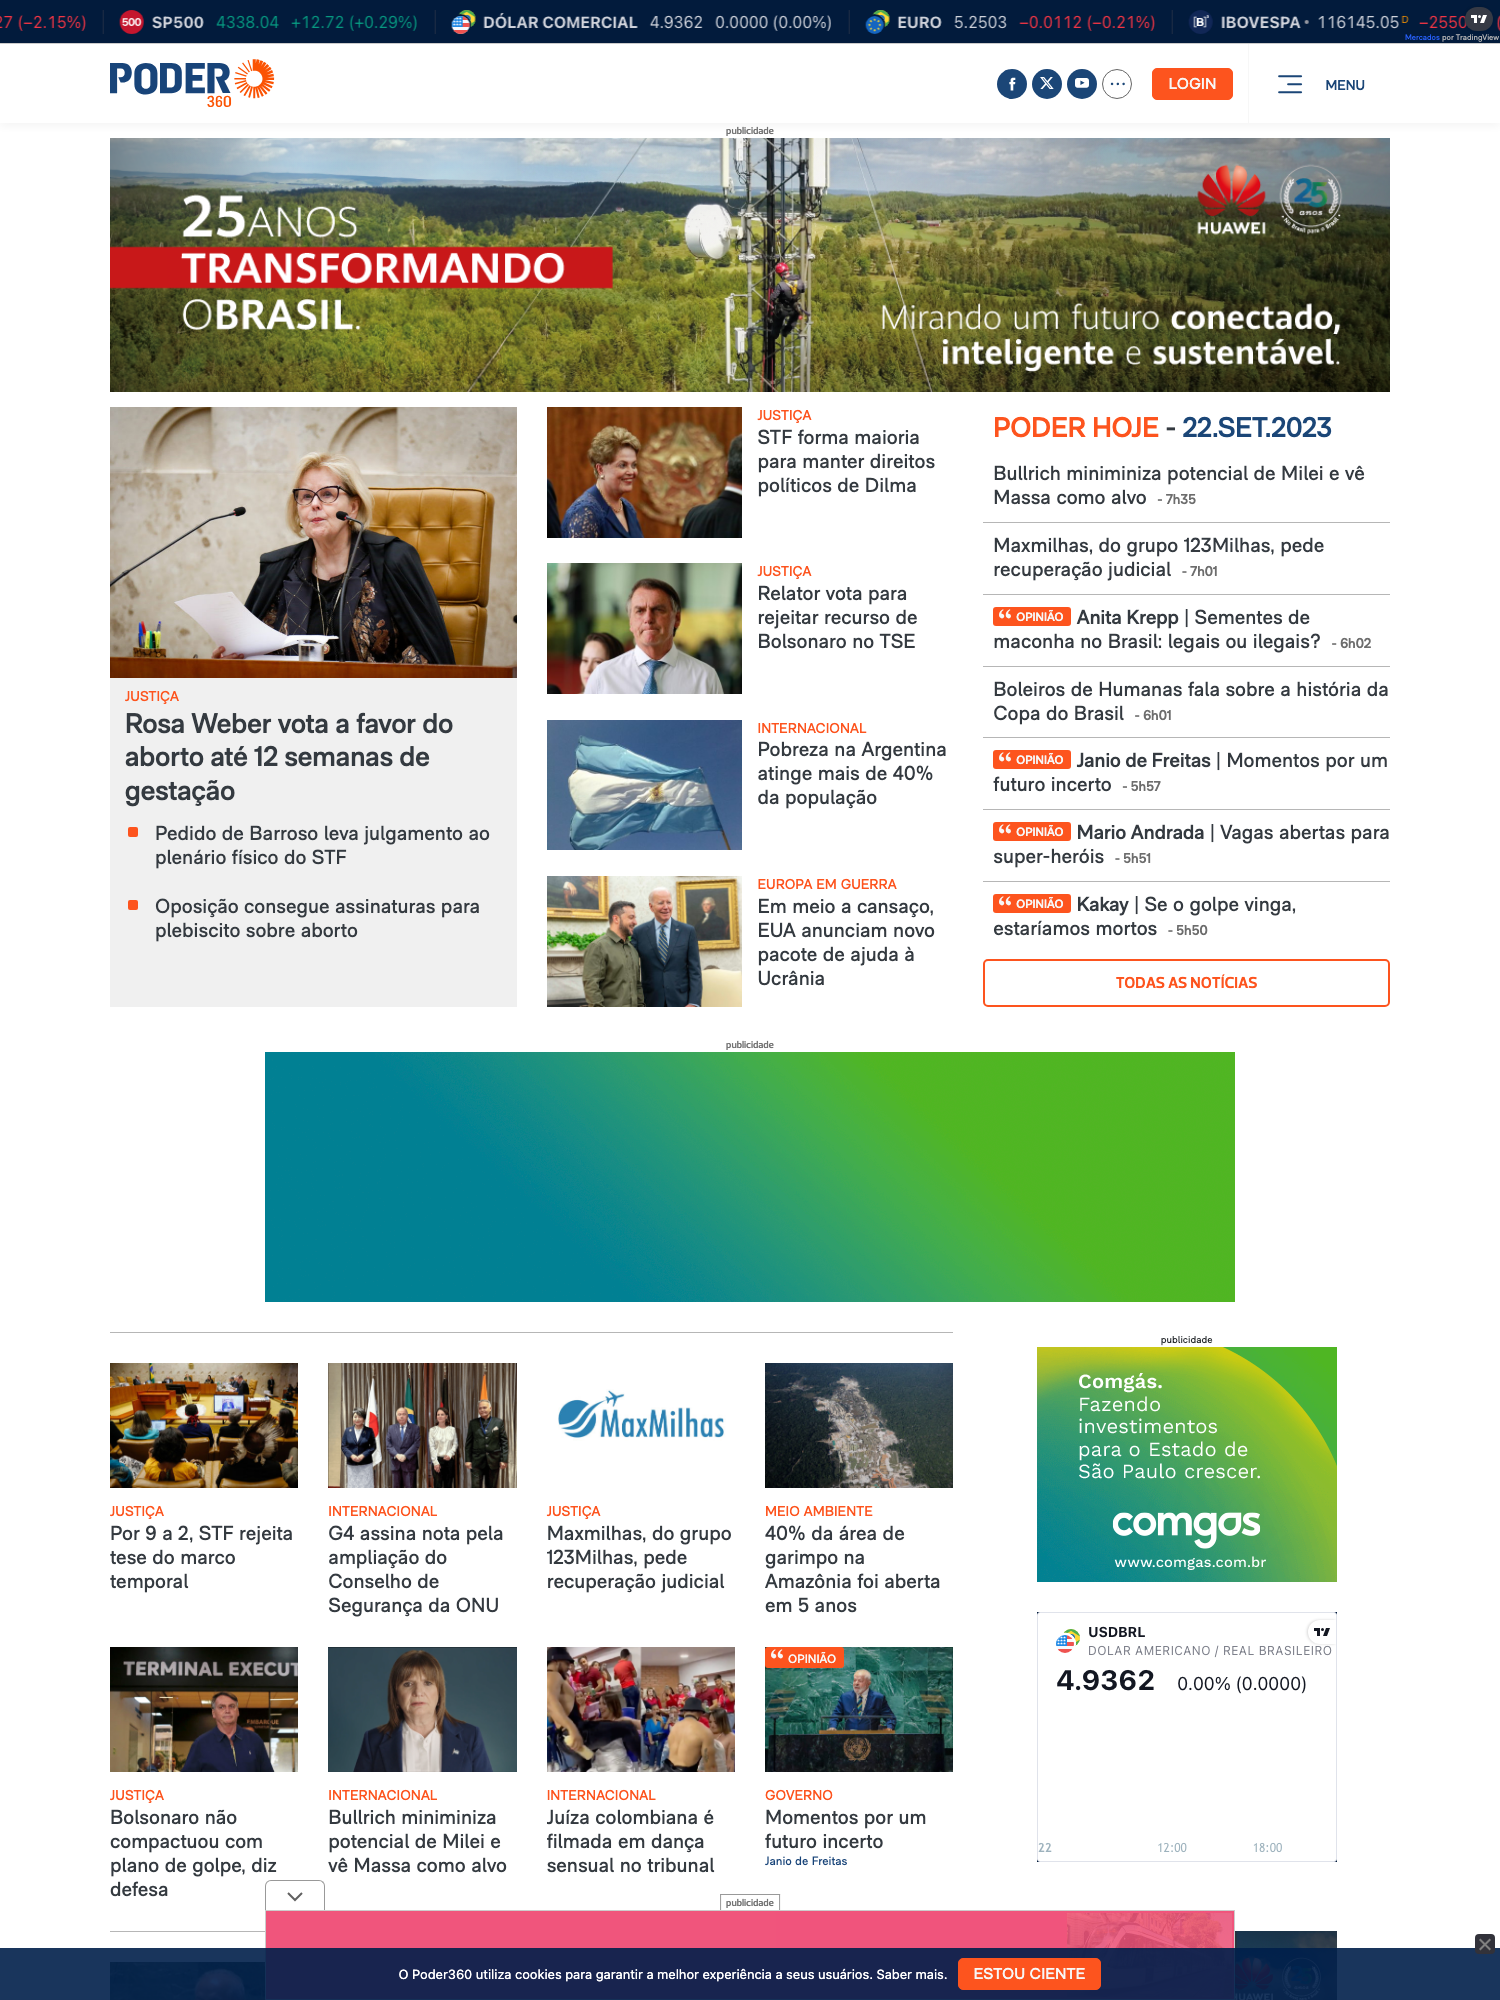 27 (−2.15%)
500 SP500 4338.04 +12.72 (+0.29%)
DÓLAR COMERCIAL 4.9362 0.0000 (0.00%)
EURO 5.2503 −0.0112 (−0.21%)
IBOVESPA • 116145.05 D −2550
Mercados por TradingView
PODER
360
LOGIN
MENU
publicidade
25ANOS
TRANSFORMANDO
OBRASIL.
HUAWEI
25
anos
Mirando um futuro conectado,
inteligente e sustentável.
JUSTIÇA
Rosa Weber vota a favor do
aborto até 12 semanas de
gestação
Pedido de Barroso leva julgamento ao
plenário físico do STF
Oposição consegue assinaturas para
plebiscito sobre aborto
JUSTIÇA
STF forma maioria
para manter direitos
políticos de Dilma
JUSTIÇA
Relator vota para
rejeitar recurso de
Bolsonaro no TSE
INTERNACIONAL
Pobreza na Argentina
atinge mais de 40%
da população
EUROPA EM GUERRA
Em meio a cansaço,
EUA anunciam novo
pacote de ajuda à
Ucrânia
PODER HOJE - 22.SET.2023
Bullrich miniminiza potencial de Milei e vê
Massa como alvo - 7h35
Maxmilhas, do grupo 123Milhas, pede
recuperação judicial - 7h01
“ OPINIÃO Anita Krepp | Sementes de
maconha no Brasil: legais ou ilegais? - 6h02
Boleiros de Humanas fala sobre a história da
Copa do Brasil - 6h01
“ OPINIÃO Janio de Freitas | Momentos por um
futuro incerto - 5h57
“ OPINIÃO Mario Andrada | Vagas abertas para
super-heróis - 5h51
“ OPINIÃO Kakay | Se o golpe vinga,
estaríamos mortos - 5h50
TODAS AS NOTÍCIAS
publicidade
MaxMilhas
JUSTIÇA
Por 9 a 2, STF rejeita
tese do marco
temporal
INTERNACIONAL
G4 assina nota pela
ampliação do
Conselho de
Segurança da ONU
JUSTIÇA
Maxmilhas, do grupo
123Milhas, pede
recuperação judicial
MEIO AMBIENTE
40% da área de
garimpo na
Amazônia foi aberta
em 5 anos
publicidade
Comgás.
Fazendo
investimentos
para o Estado de
São Paulo crescer.
comgas
www.comgas.com.br
USDBRL
DOLAR AMERICANO / REAL BRASILEIRO
4.9362 0.00% (0.0000)
22 12:00 18:00
TERMINAL EXECUT
JUSTIÇA
Bolsonaro não
compactuou com
plano de golpe, diz
defesa
INTERNACIONAL
Bullrich miniminiza
potencial de Milei e
vê Massa como alvo
INTERNACIONAL
Juíza colombiana é
filmada em dança
sensual no tribunal
“ OPINIÃO
GOVERNO
Momentos por um
futuro incerto
Janio de Freitas
publicidade
O Poder360 utiliza cookies para garantir a melhor experiência a seus usuários. Saber mais.
ESTOU CIENTE